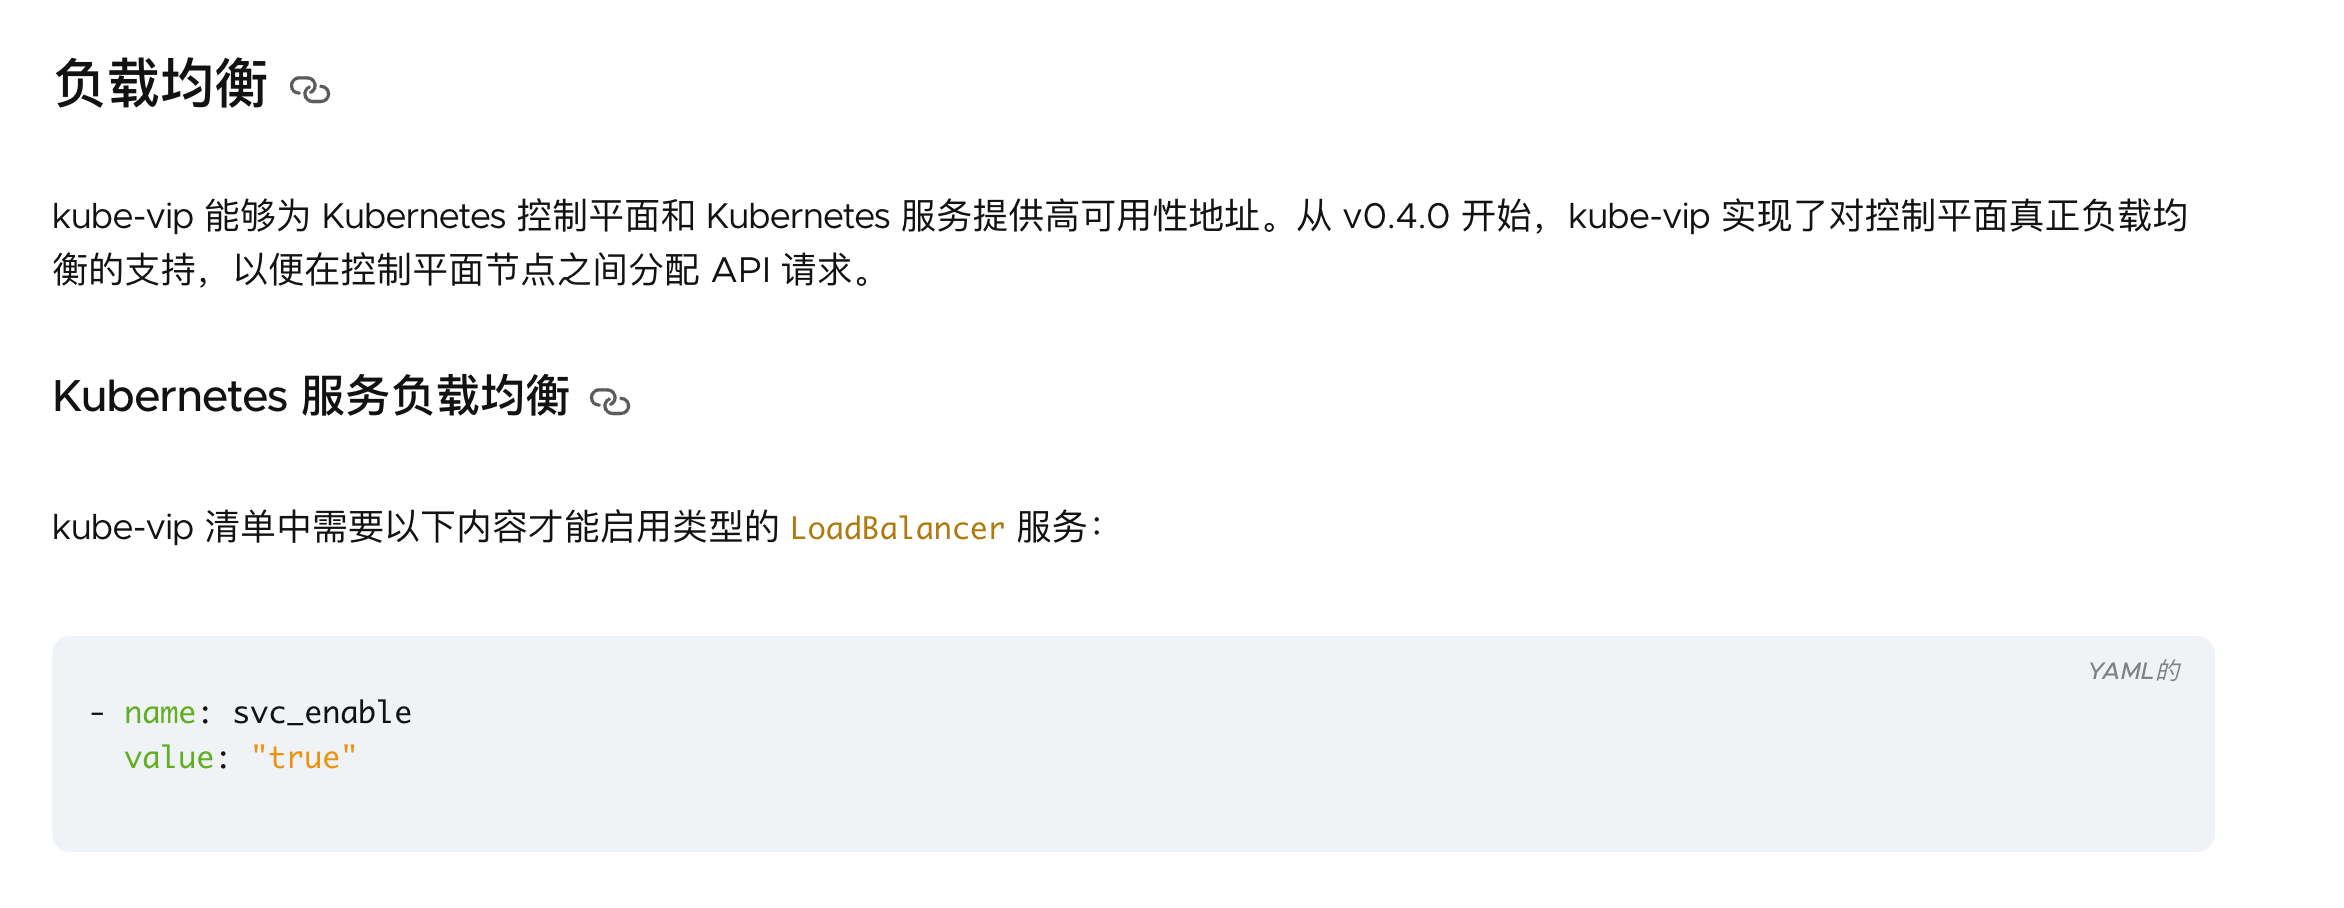 负载均衡
kube-vip 能够为 Kubernetes 控制平面和 Kubernetes 服务提供高可用性地址。从 v0.4.0 开始，kube-vip 实现了对控制平面真正负载均
衡的支持，以便在控制平面节点之间分配 API 请求。
Kubernetes 服务负载均衡
kube-vip 清单中需要以下内容才能启用类型的 LoadBalancer 服务：
YAML的
- name: svc_enable
  value: "true"